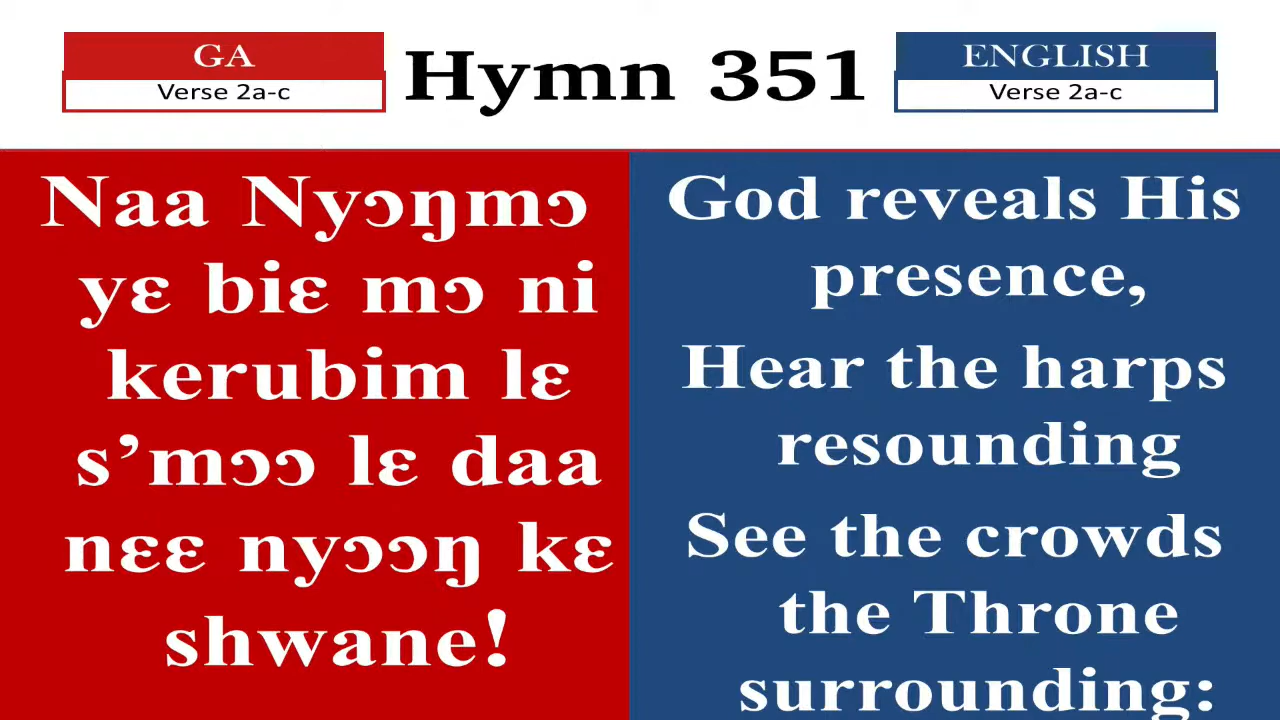 GA
Verse 2a-c
Hymn 351
ENGLISH
Verse 2a-c
Naa Nyɔŋmɔ
yɛ biɛ mɔ ni
kerubim lɛ
s’mɔɔ lɛ daa
nɛɛ nyɔɔŋ kɛ
shwane!
God reveals His
presence,
Hear the harps
resounding
See the crowds
the Throne
surrounding: